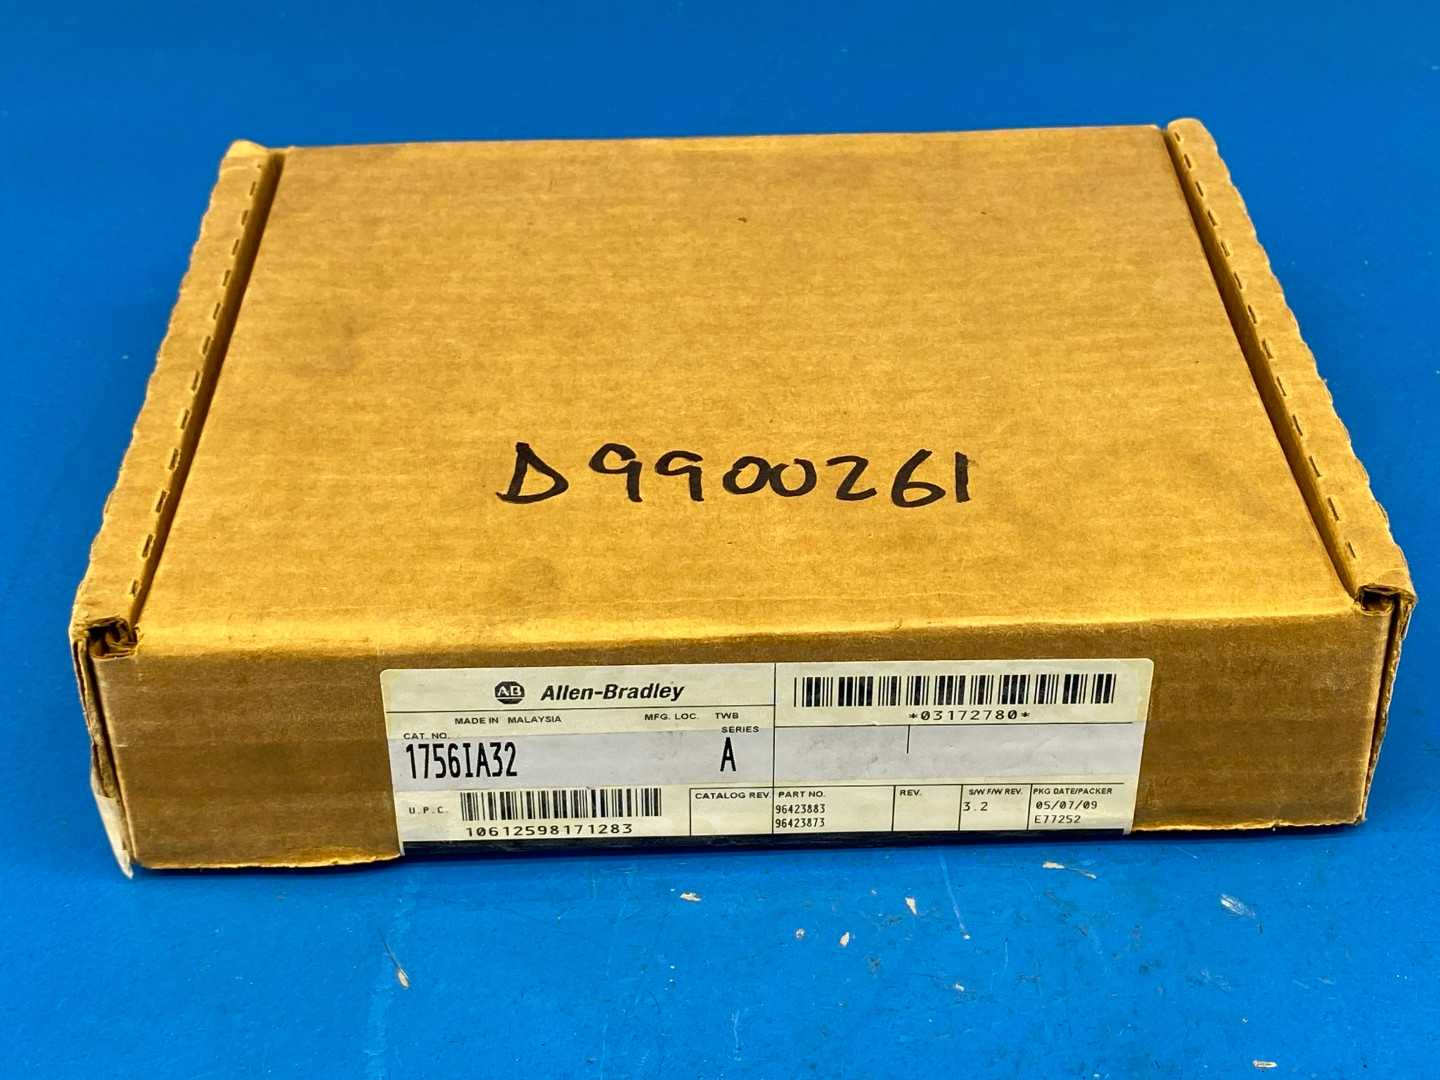 D9900261
AB Allen-Bradley
MADE IN MALAYSIA MFG. LOC. TWB
CAT. NO. SERIES
1756IA32 A
U.P.C.
10612598171283
*03172780*
CATALOG REV. PART NO. REV. S/W F/W REV. PKG DATE/PACKER
96423883 3.2 05/07/09
96423873 E77252